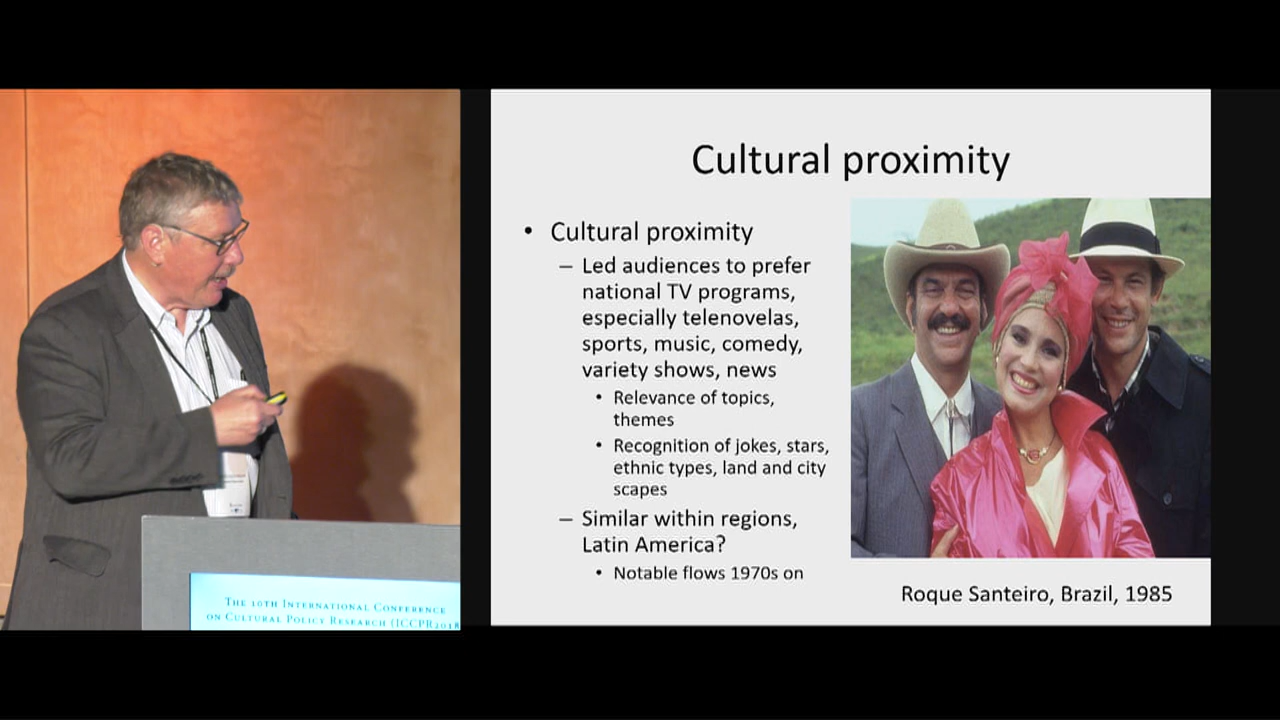 Cultural proximity
• Cultural proximity
– Led audiences to prefer
national TV programs,
especially telenovelas,
sports, music, comedy,
variety shows, news
• Relevance of topics,
themes
• Recognition of jokes, stars,
ethnic types, land and city
scapes
– Similar within regions,
Latin America?
• Notable flows 1970s on
Roque Santeiro, Brazil, 1985
The 10th International Conference
on Cultural Policy Research (ICCPR2018